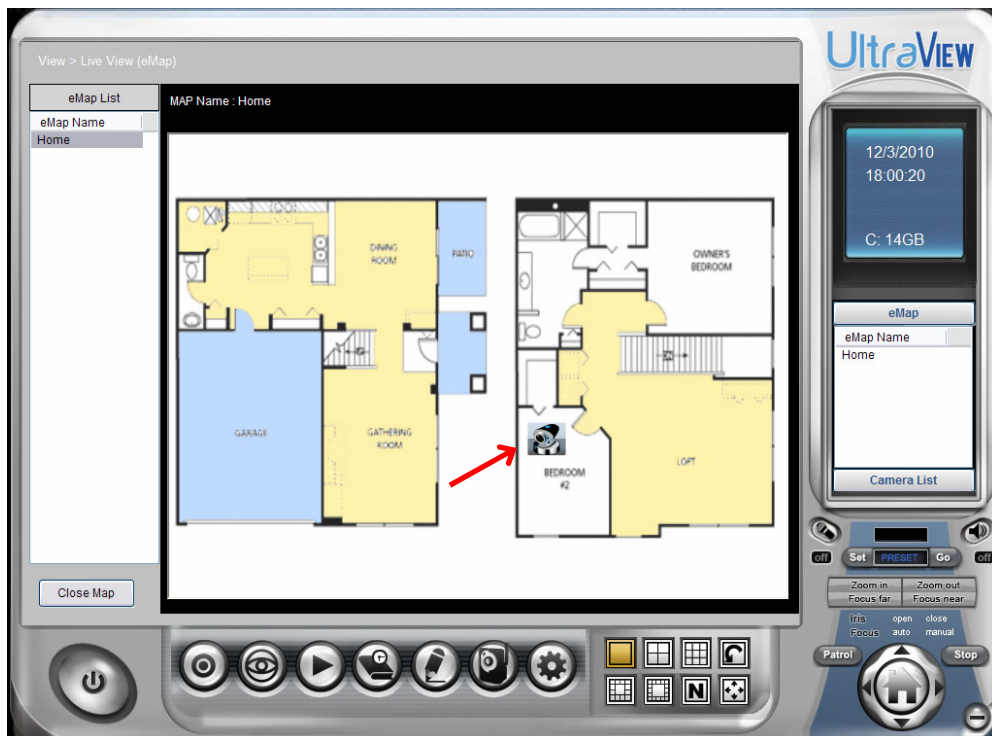 View > Live View (eMap)
eMap List
eMap Name
Home
Close Map
MAP Name : Home
DINING
ROOM
PATIO
GARAGE
GATHERING
ROOM
OWNER'S
BEDROOM
BEDROOM
#2
LOFT
UltraView
12/3/2010
18:00:20
C: 14GB
eMap
eMap Name
Home
Camera List
off
Set
PRESET
Go
off
Zoom in
Zoom out
Focus far
Focus near
Iris open close
Focus auto manual
Patrol
Stop
N